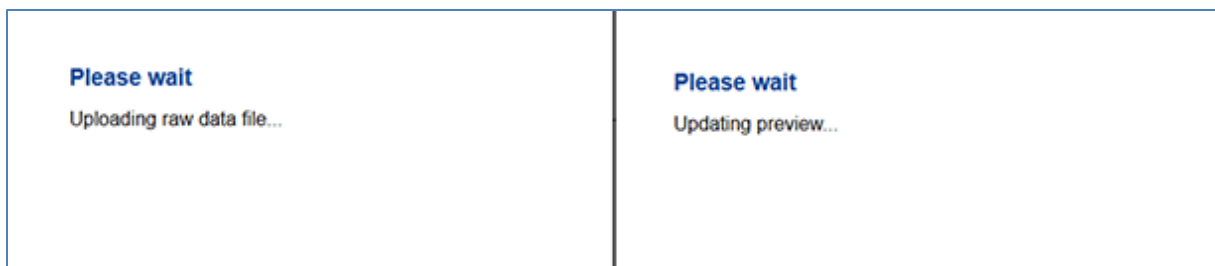 Please wait
Uploading raw data file...
Please wait
Updating preview...